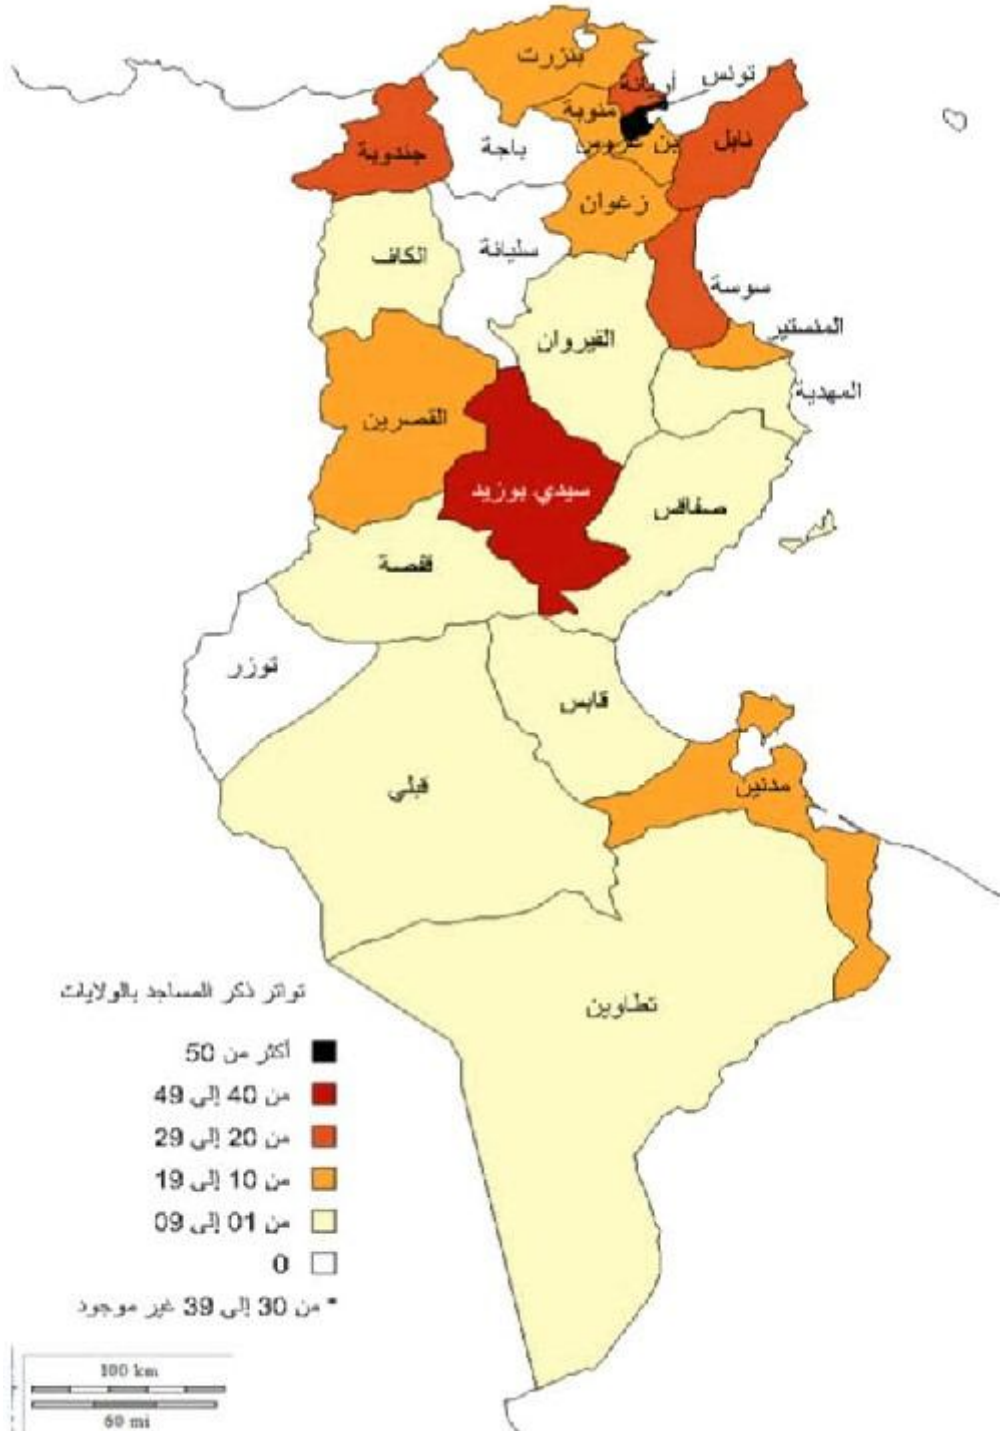 بنزرت
تونس
أريانة
منوبة
بن عروس
نابل
باجة
جندوبة
زغوان
سليانة
الكاف
سوسة
المنستير
القيروان
المهدية
القصرين
سيدي بوزيد
صفاقس
قفصة
توزر
قابس
قبلي
مدنين
تطاوين
تواتر ذكر المساجد بالولايات
أكثر من 50
من 40 إلى 49
من 20 إلى 29
من 10 إلى 19
من 01 إلى 09
0
* من 30 إلى 39 غير موجود
100 km
60 mi